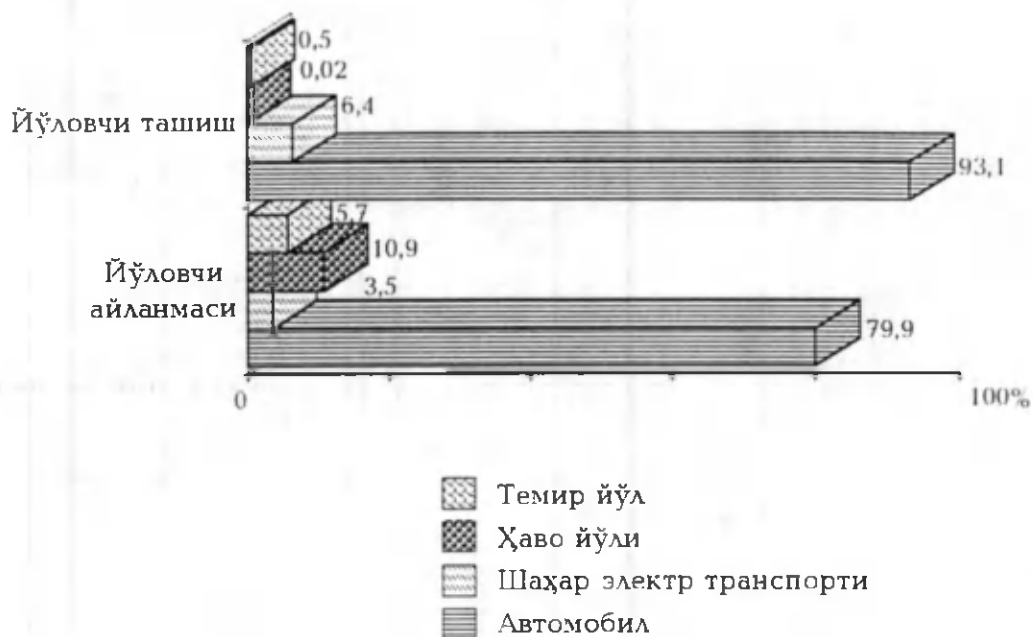 0,5
0,02
Йўловчи ташиш
6,4
93,1
5,7
10,9
Йўловчи
айланмаси
3,5
79,9
0
100%
Темир йўл
Ҳаво йўли
Шаҳар электр транспорти
Автомобил